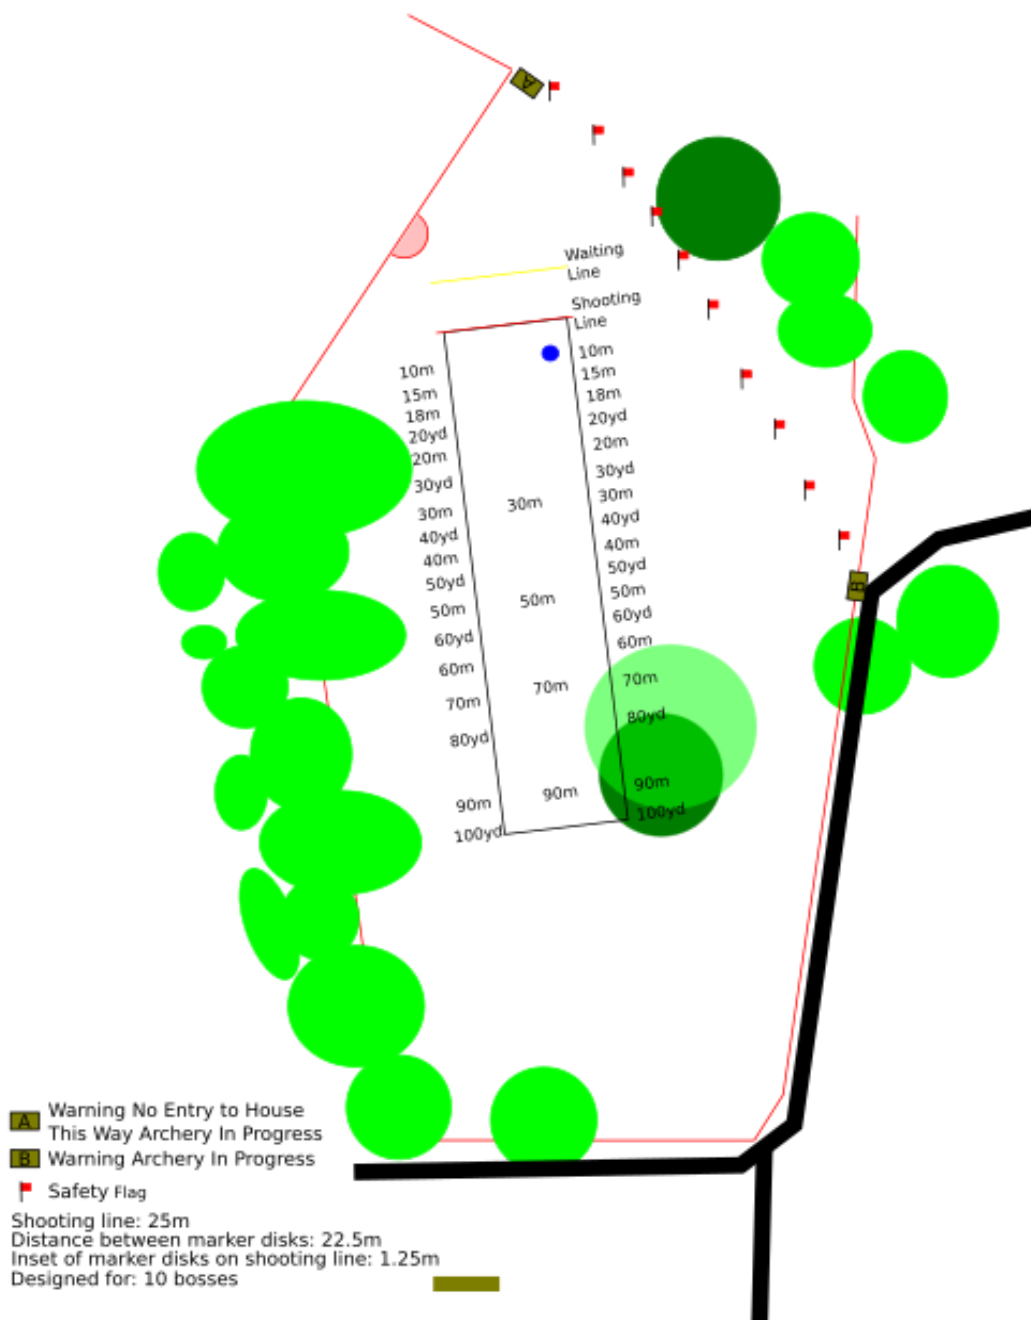 A
Waiting
Line
Shooting
Line
10m
15m
18m
20yd
20m
30yd
30m
40yd
40m
50yd
50m
60yd
60m
70m
80yd
90m
100yd
30m
50m
70m
90m
10m
15m
18m
20yd
20m
30yd
30m
40yd
40m
50yd
50m
60yd
60m
70m
80yd
90m
100yd
B
A Warning No Entry to House
This Way Archery In Progress
B Warning Archery In Progress
Safety Flag
Shooting line: 25m
Distance between marker disks: 22.5m
Inset of marker disks on shooting line: 1.25m
Designed for: 10 bosses